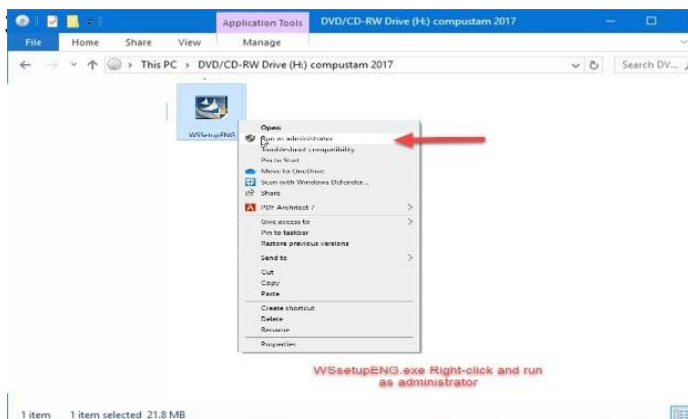 Application Tools
DVD/CD-RW Drive (H:) compustam 2017
File
Home
Share
View
Manage
This PC > DVD/CD-RW Drive (H:) compustam 2017
Search DV...
WSSetupENG
Open
Run as administrator
Troubleshoot compatibility
Pin to Start
Move to OneDrive
Scan with Windows Defender...
Share
PDF Architect 7
Give access to
Pin to taskbar
Restore previous versions
Send to
Cut
Copy
Paste
Create shortcut
Delete
Rename
Properties
WSsetupENG.exe Right-click and run
as administrator
1 item
1 item selected 21.8 MB